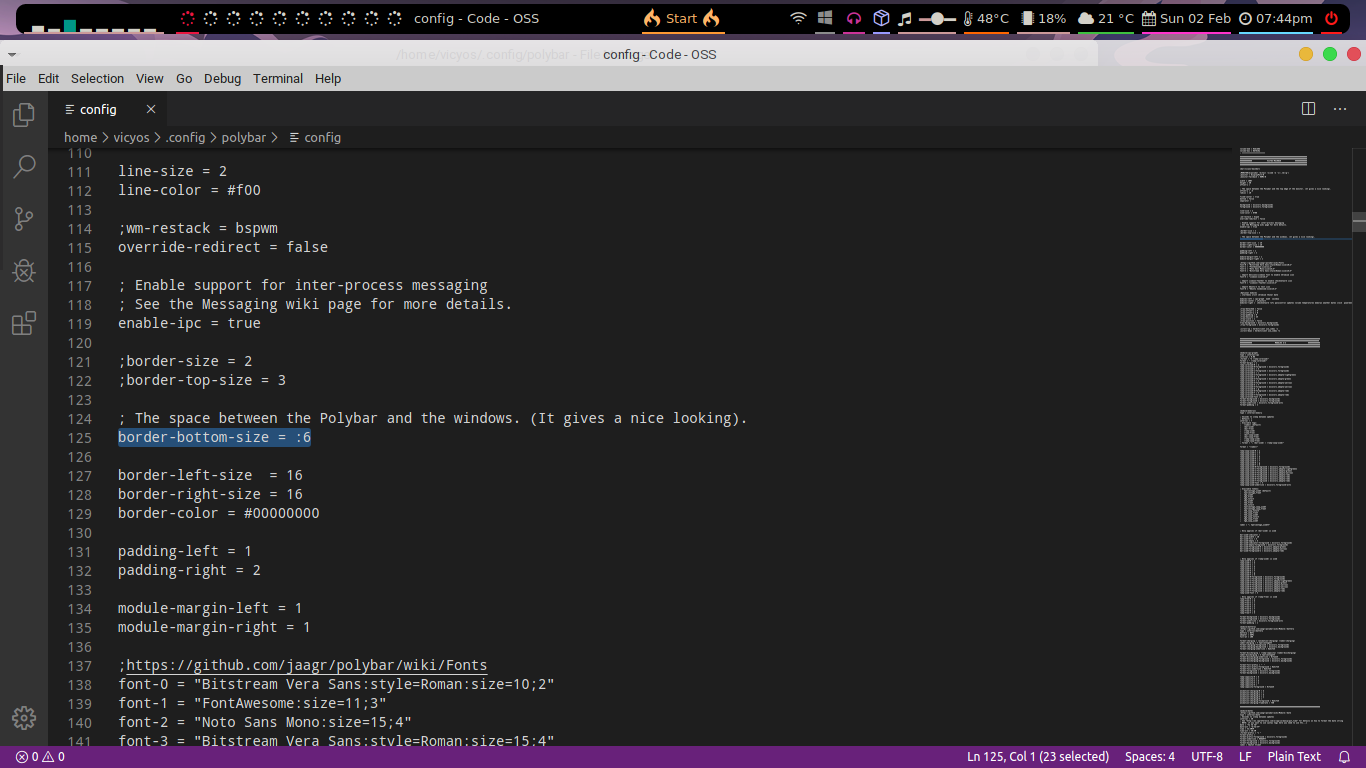 config - Code - OSS
Start
48°C
18%
21 °C
Sun 02 Feb
07:44pm
/home/vicyos/.config/polybar - File
config - Code - OSS
File Edit Selection View Go Debug Terminal Help
config
home > vicyos > .config > polybar > config
110
111 line-size = 2
112 line-color = #f00
113
114 ;wm-restack = bspwm
115 override-redirect = false
116
117 ; Enable support for inter-process messaging
118 ; See the Messaging wiki page for more details.
119 enable-ipc = true
120
121 ;border-size = 2
122 ;border-top-size = 3
123
124 ; The space between the Polybar and the windows. (It gives a nice looking).
125 border-bottom-size = :6
126
127 border-left-size  = 16
128 border-right-size = 16
129 border-color = #00000000
130
131 padding-left = 1
132 padding-right = 2
133
134 module-margin-left = 1
135 module-margin-right = 1
136
137 ;https://github.com/jaagr/polybar/wiki/Fonts
138 font-0 = "Bitstream Vera Sans:style=Roman:size=10;2"
139 font-1 = "FontAwesome:size=11;3"
140 font-2 = "Noto Sans Mono:size=15;4"
141 font-3 = "Bitstream Vera Sans:style=Roman:size=15;4"
0 0
Ln 125, Col 1 (23 selected) Spaces: 4 UTF-8 LF Plain Text